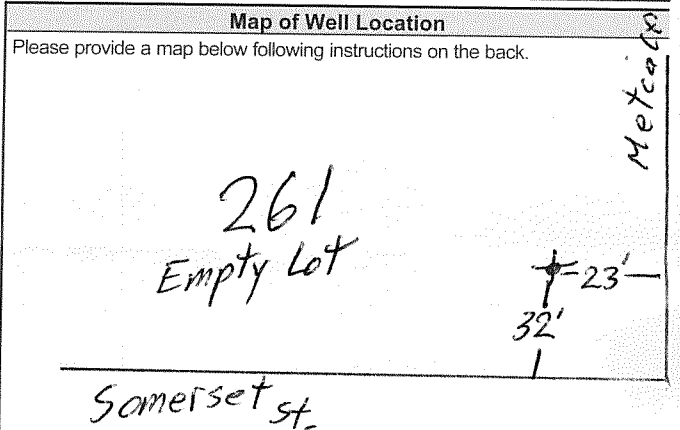 Map of Well Location
Please provide a map below following instructions on the back.
Metcalf
261
Empty Lot
23'
32'
Somerset St.